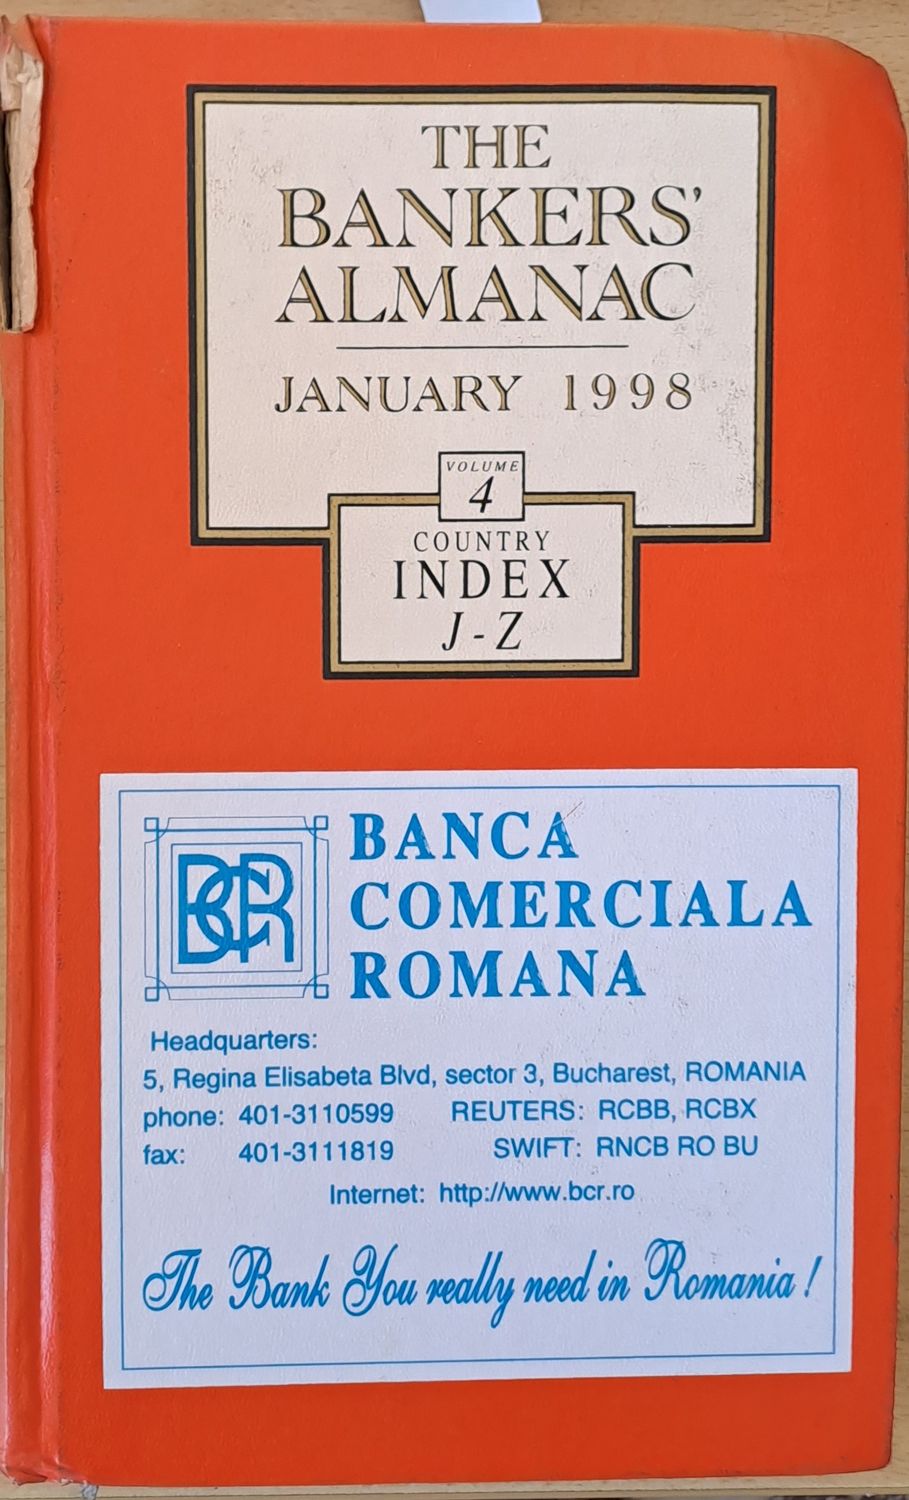 THE
BANKERS'
ALMANAC
JANUARY 1998
VOLUME
4
COUNTRY
INDEX
J-Z
BCR
BANCA
COMERCIALA
ROMANA
Headquarters:
5, Regina Elisabeta Blvd, sector 3, Bucharest, ROMANIA
phone: 401-3110599 REUTERS: RCBB, RCBX
fax: 401-3111819 SWIFT: RNCB RO BU
Internet: http://www.bcr.ro
The Bank You really need in Romania !